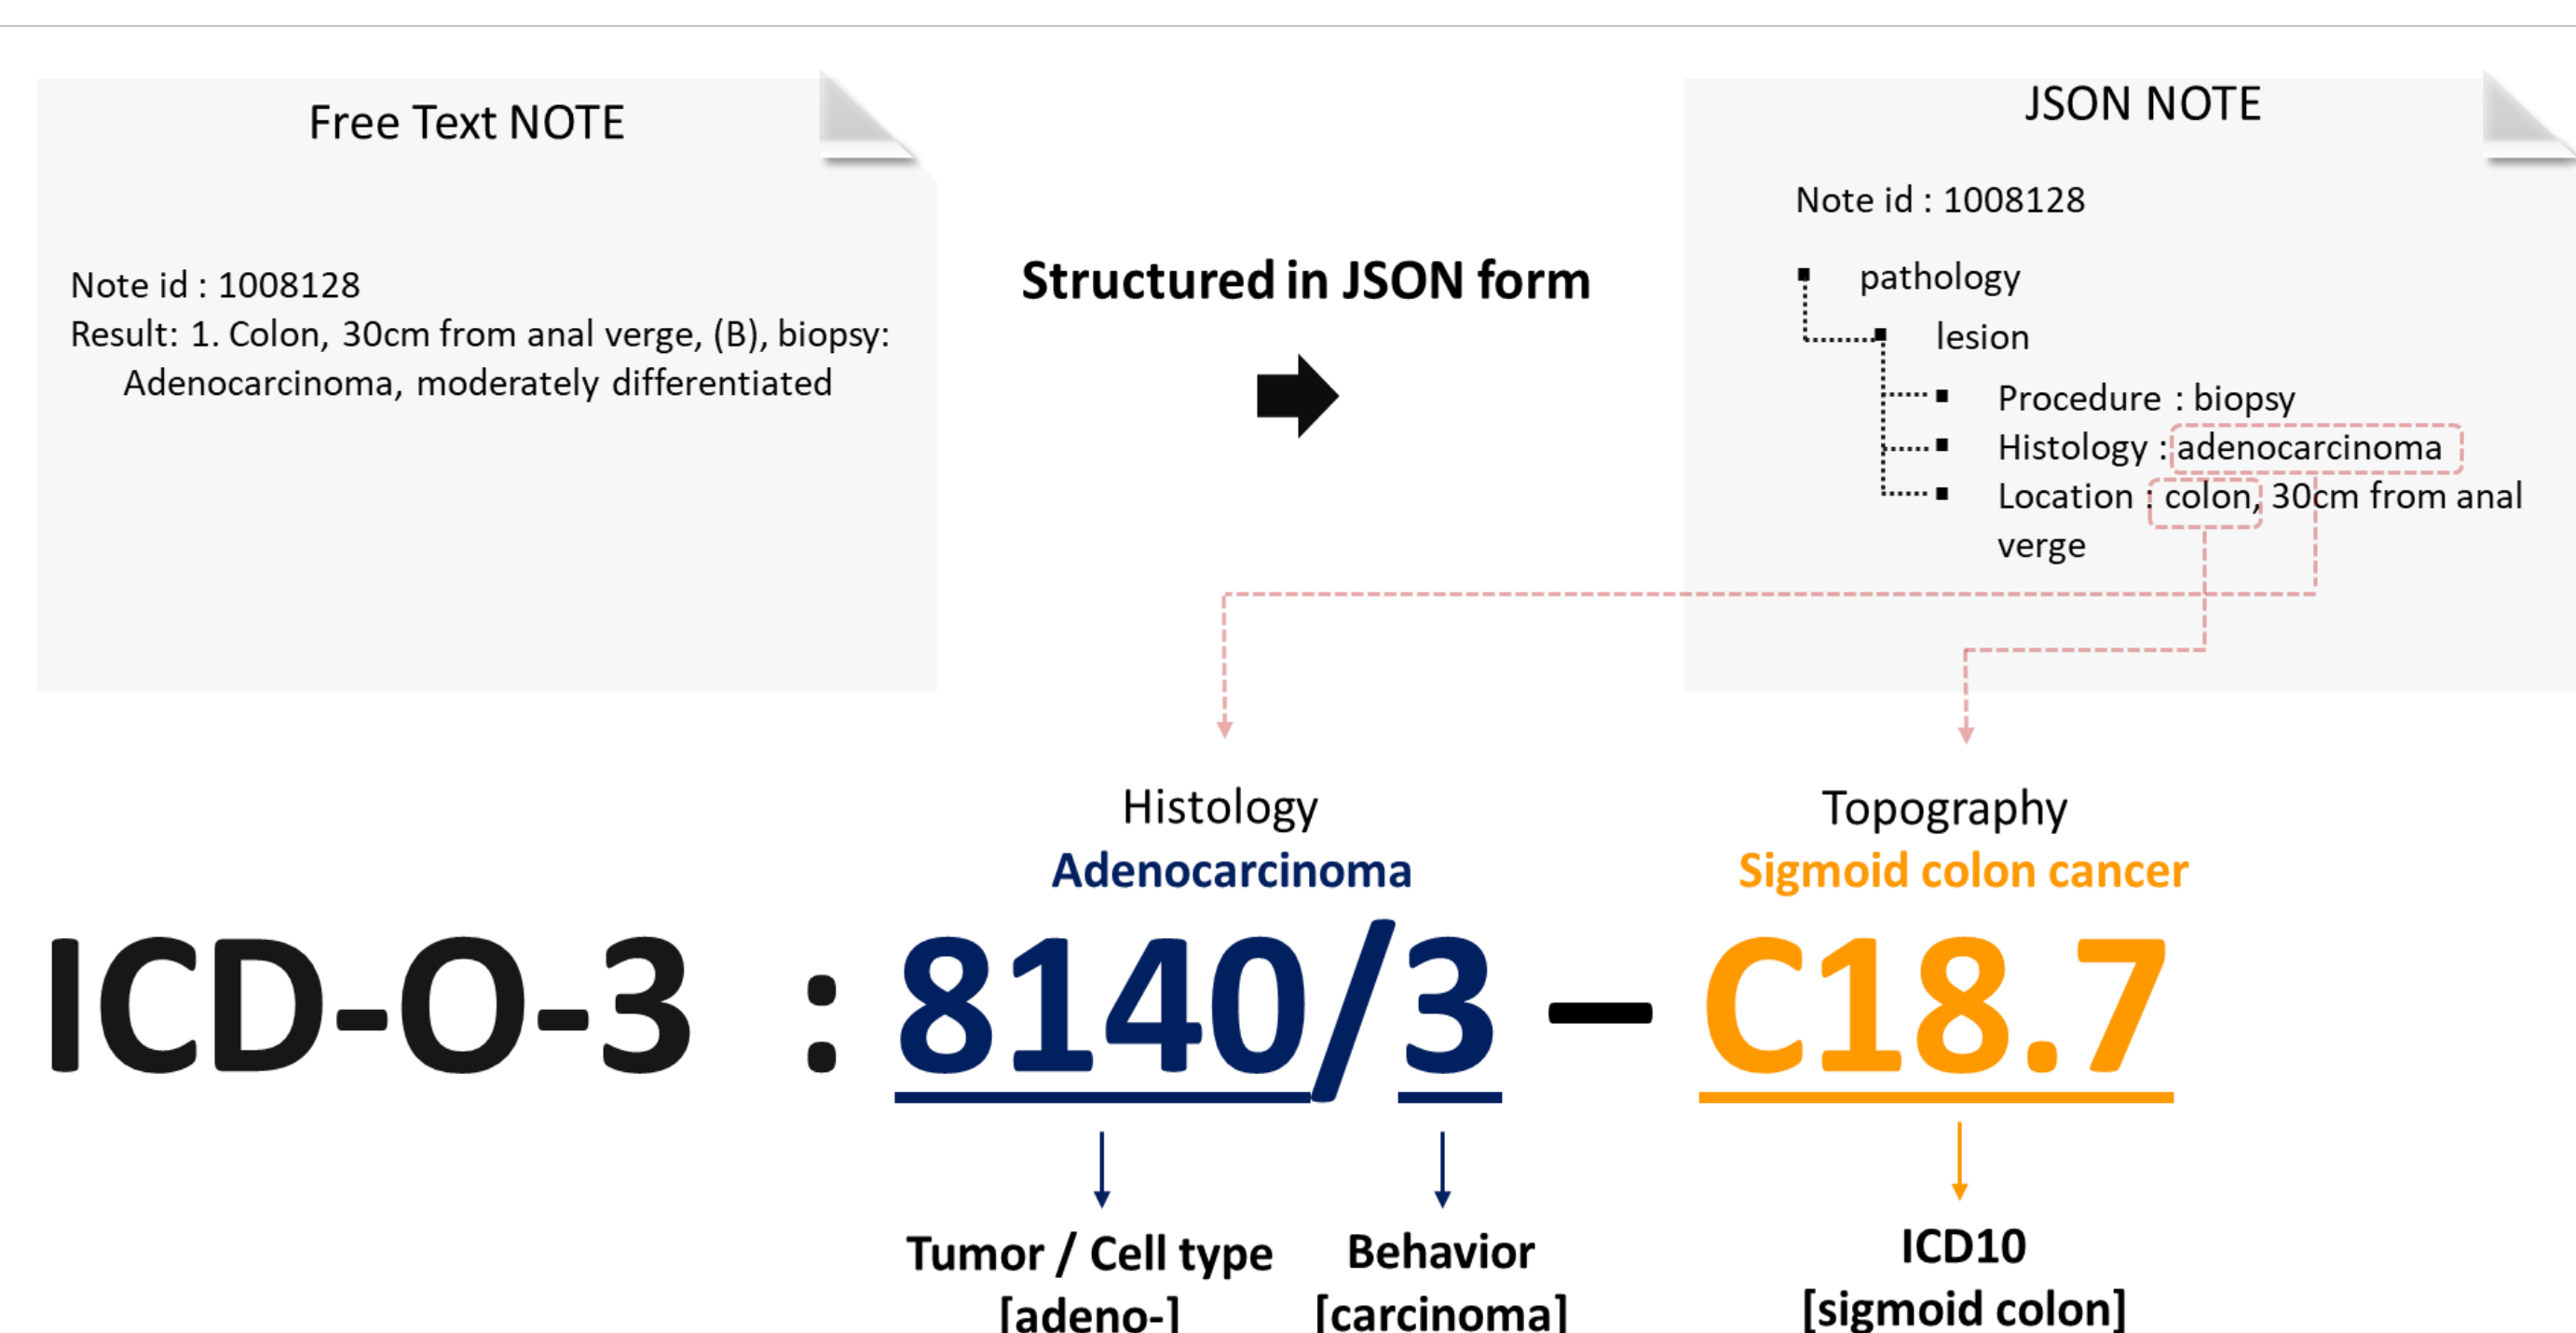 Free Text NOTE
Note id : 1008128
Result: 1. Colon, 30cm from anal verge, (B), biopsy:
Adenocarcinoma, moderately differentiated
Structured in JSON form
JSON NOTE
Note id : 1008128
pathology
lesion
Procedure : biopsy
Histology : adenocarcinoma
Location : colon, 30cm from anal
verge
Histology
Adenocarcinoma
Topography
Sigmoid colon cancer
ICD-O-3 : 8140/3 – C18.7
Tumor / Cell type
[adeno-]
Behavior
[carcinoma]
ICD10
[sigmoid colon]